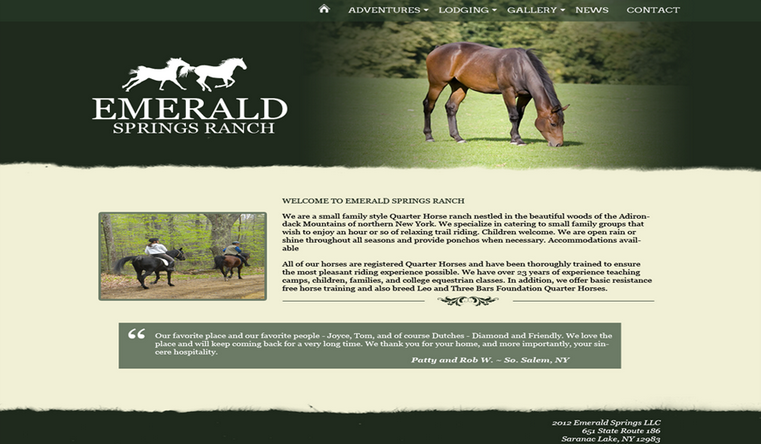 ADVENTURES LODGING GALLERY NEWS CONTACT
EMERALD
SPRINGS RANCH
WELCOME TO EMERALD SPRINGS RANCH
We are a small family style Quarter Horse ranch nestled in the beautiful woods of the Adiron-
dack Mountains of northern New York. We specialize in catering to small family groups that
wish to enjoy an hour or so of relaxing trail riding. Children welcome. We are open rain or
shine throughout all seasons and provide ponchos when necessary. Accommodations avail-
able
All of our horses are registered Quarter Horses and have been thoroughly trained to ensure
the most pleasant riding experience possible. We have over 23 years of experience teaching
camps, children, families, and college equestrian classes. In addition, we offer basic resistance
free horse training and also breed Leo and Three Bars Foundation Quarter Horses.
“ Our favorite place and our favorite people - Joyce, Tom, and of course Dutches - Diamond and Friendly. We love the
place and will keep coming back for a very long time. We thank you for your home, and more importantly, your sin-
cere hospitality.
Patty and Rob W. ~ So. Salem, NY
2012 Emerald Springs LLC
651 State Route 186
Saranac Lake, NY 12983